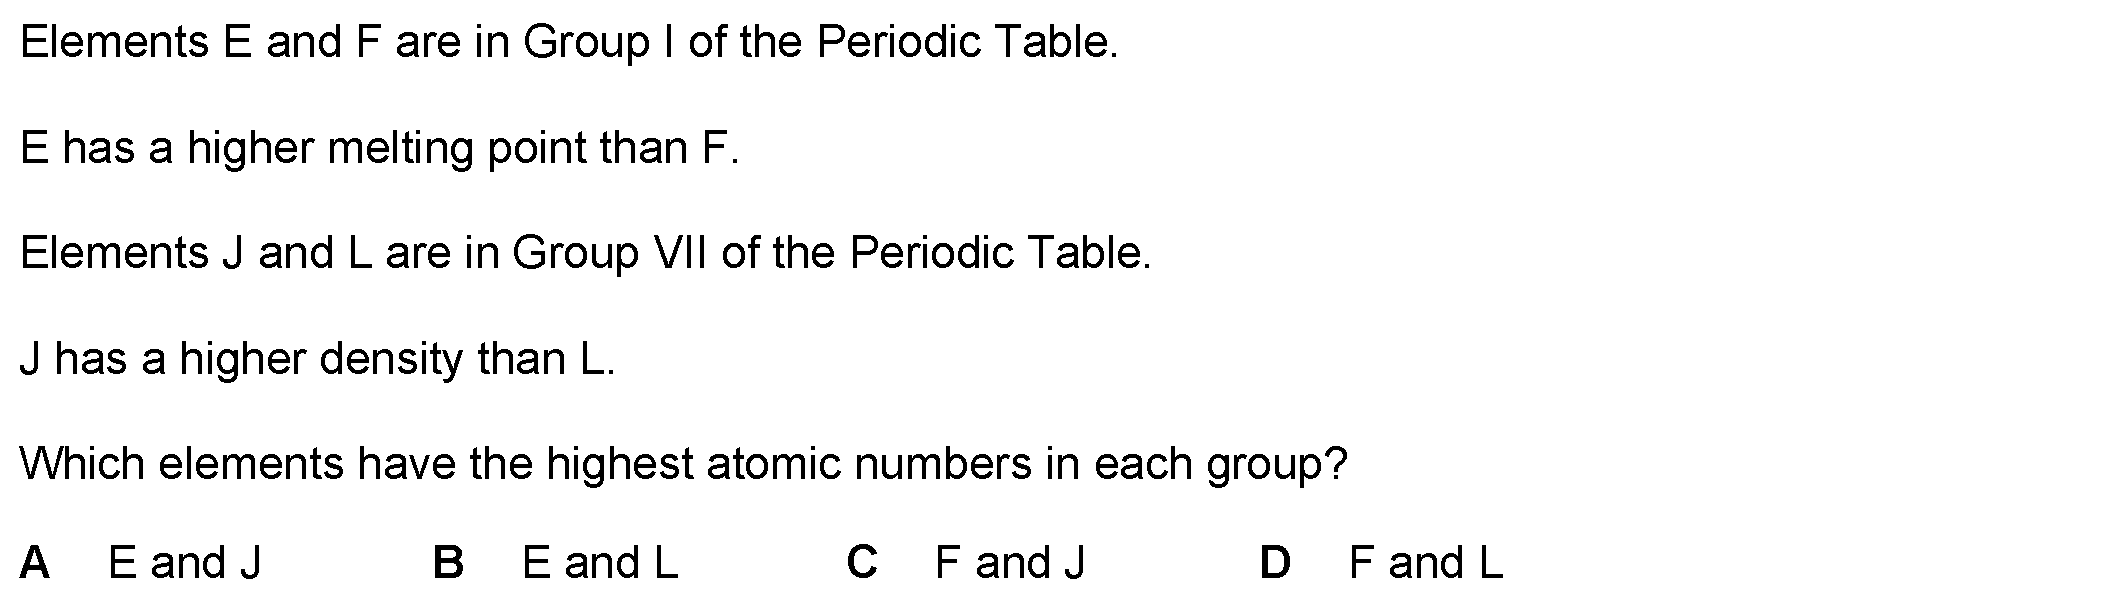 Elements E and F are in Group I of the Periodic Table.
E has a higher melting point than F.
Elements J and L are in Group VII of the Periodic Table.
J has a higher density than L.
Which elements have the highest atomic numbers in each group?
A E and J B E and L C F and J D F and L